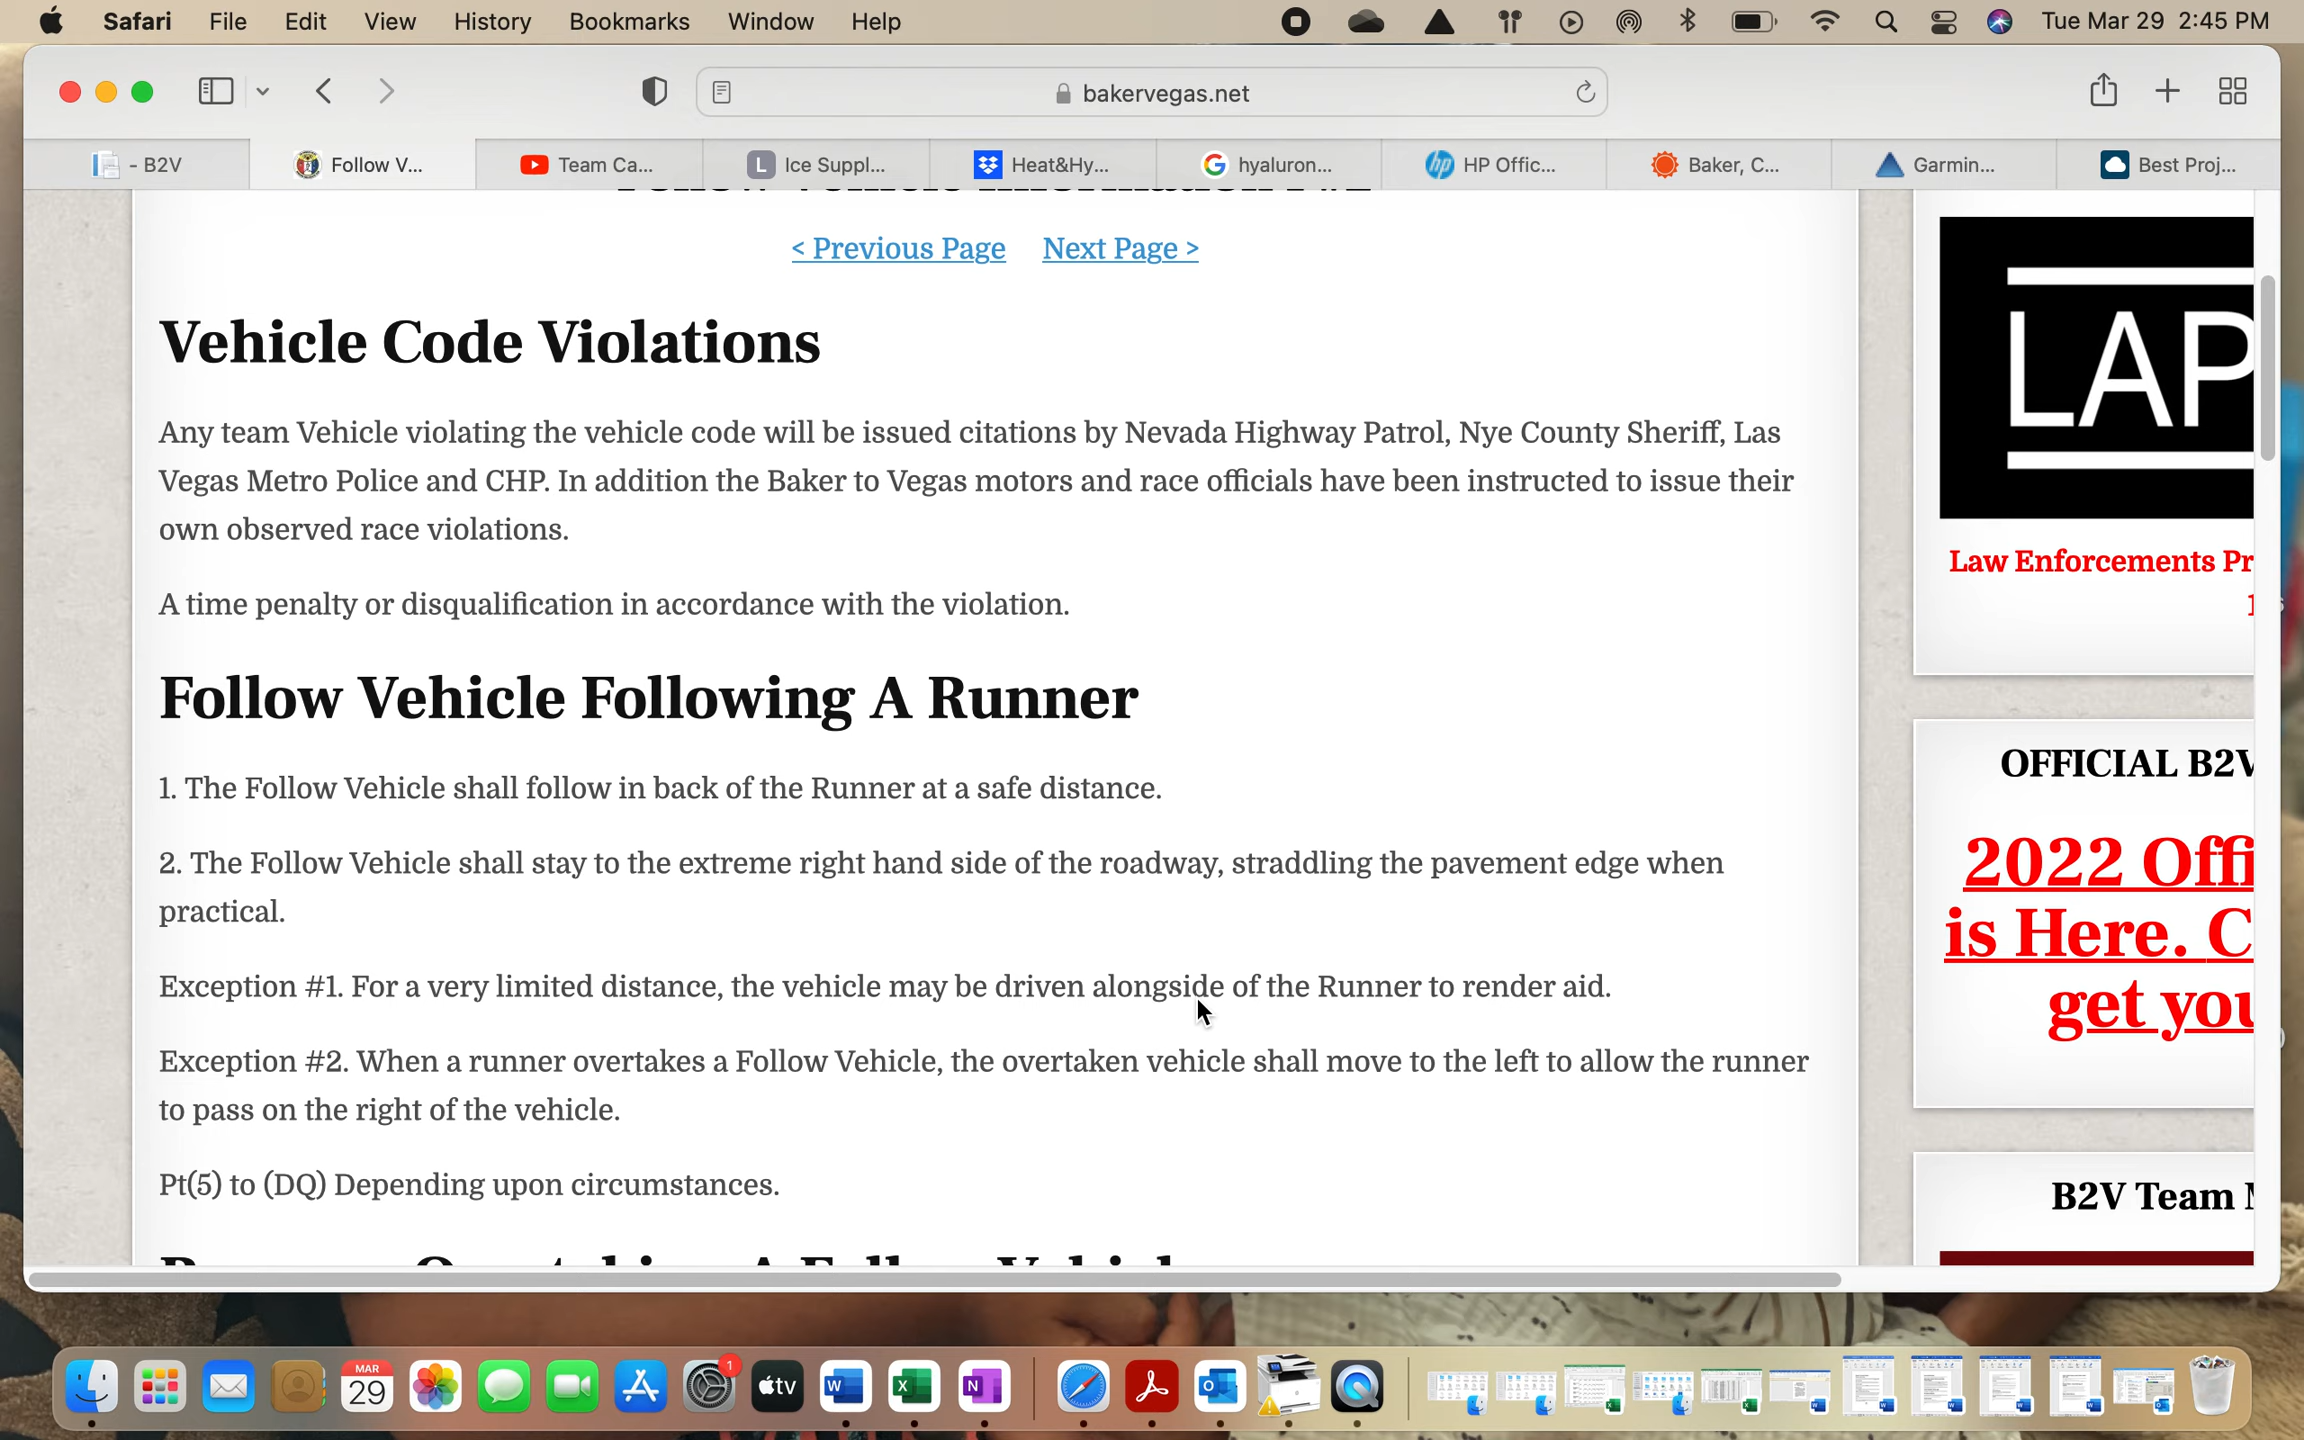 Safari File Edit View History Bookmarks Window Help Tue Mar 29 2:45 PM
bakervegas.net
- B2V Follow V... Team Ca... Ice Suppl... Heat&Hy... hyaluron... HP Offic... Baker, C... Garmin... Best Proj...
< Previous Page Next Page >
Vehicle Code Violations
Any team Vehicle violating the vehicle code will be issued citations by Nevada Highway Patrol, Nye County Sheriff, Las
Vegas Metro Police and CHP. In addition the Baker to Vegas motors and race officials have been instructed to issue their
own observed race violations.
A time penalty or disqualification in accordance with the violation.
Follow Vehicle Following A Runner
1. The Follow Vehicle shall follow in back of the Runner at a safe distance.
2. The Follow Vehicle shall stay to the extreme right hand side of the roadway, straddling the pavement edge when
practical.
Exception #1. For a very limited distance, the vehicle may be driven alongside of the Runner to render aid.
Exception #2. When a runner overtakes a Follow Vehicle, the overtaken vehicle shall move to the left to allow the runner
to pass on the right of the vehicle.
Pt(5) to (DQ) Depending upon circumstances.
LAP
Law Enforcements Pr
1
OFFICIAL B2V
2022 Offi
is Here. C
get you
B2V Team
MAR
29
1
tv
W
X
N
O